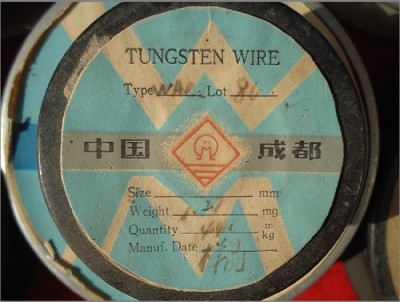 TUNGSTEN WIRE
Type Lot
中国 成都
Size mm
Weight mg
Quantity m
kg
Manuf. Date